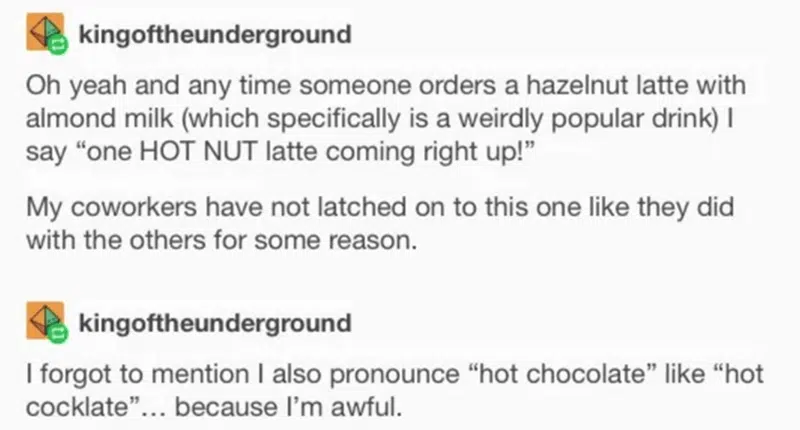 kingoftheunderground
Oh yeah and any time someone orders a hazelnut latte with
almond milk (which specifically is a weirdly popular drink) I
say “one HOT NUT latte coming right up!”
My coworkers have not latched on to this one like they did
with the others for some reason.
kingoftheunderground
I forgot to mention I also pronounce “hot chocolate” like “hot
cocklate”... because I’m awful.